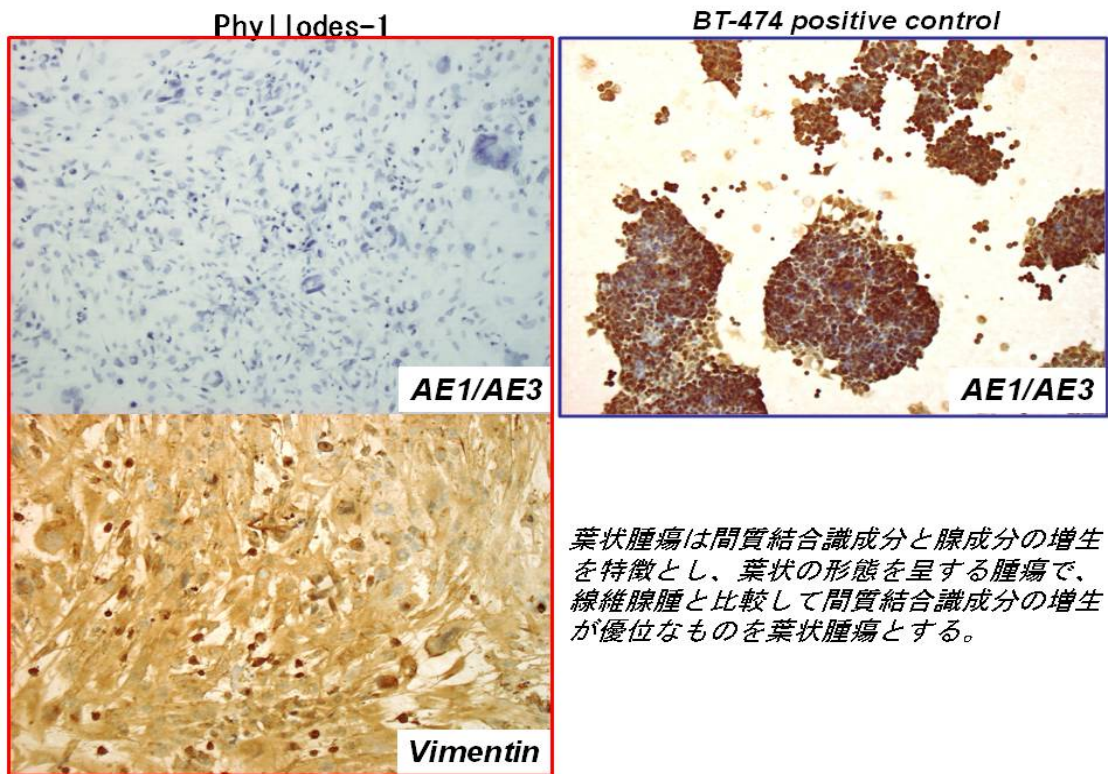 Phyllodes-1
BT-474 positive control
AE1/AE3
AE1/AE3
Vimentin
葉状腫瘍は間質結合識成分と腺成分の増生
を特徴とし、葉状の形態を呈する腫瘍で、
線維腺腫と比較して間質結合識成分の増生
が優位なものを葉状腫瘍とする。